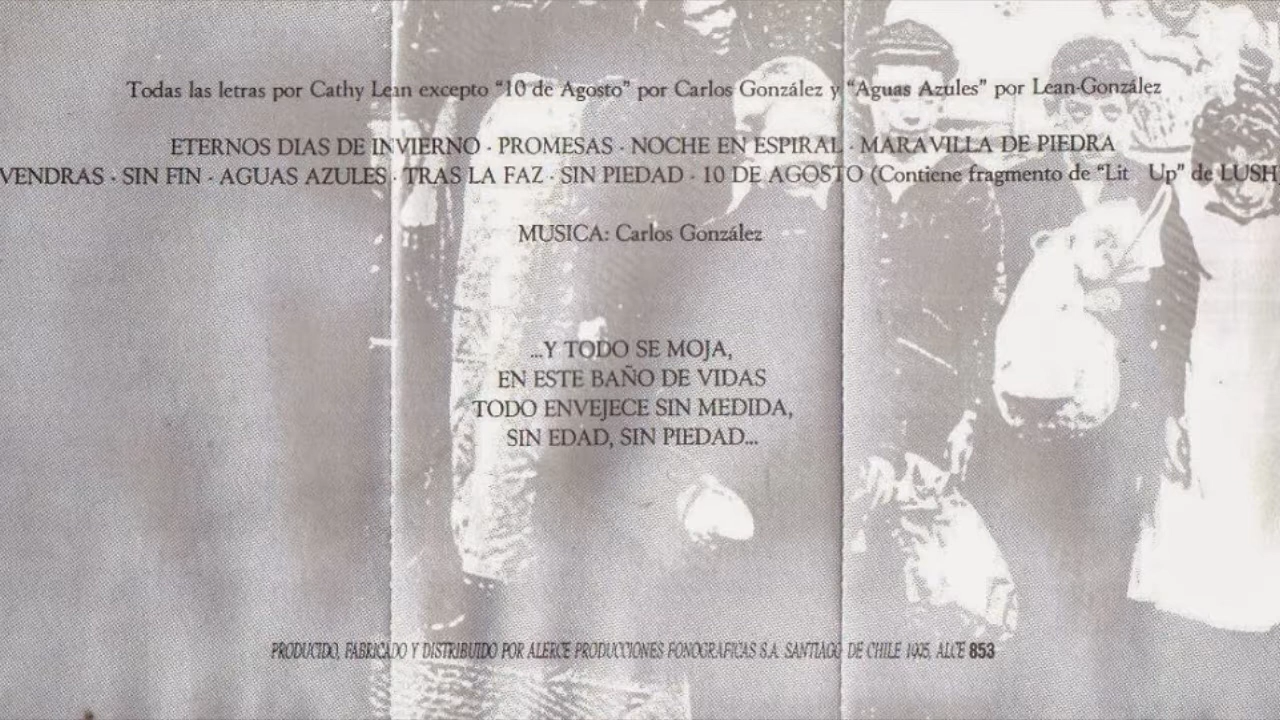 Todas las letras por Cathy Lean excepto “10 de Agosto” por Carlos González y “Aguas Azules” por Lean-González
ETERNOS DIAS DE INVIERNO · PROMESAS · NOCHE EN ESPIRAL · MARAVILLA DE PIEDRA
VENDRAS · SIN FIN · AGUAS AZULES · TRAS LA FAZ · SIN PIEDAD · 10 DE AGOSTO (Contiene fragmento de “Lit Up” de LUSH
MUSICA: Carlos González
...Y TODO SE MOJA,
EN ESTE BAÑO DE VIDAS
TODO ENVEJECE SIN MEDIDA,
SIN EDAD, SIN PIEDAD...
PRODUCIDO, FABRICADO Y DISTRIBUIDO POR ALERCE PRODUCCIONES FONOGRAFICAS S.A. SANTIAGO DE CHILE 1995, ALCE 853